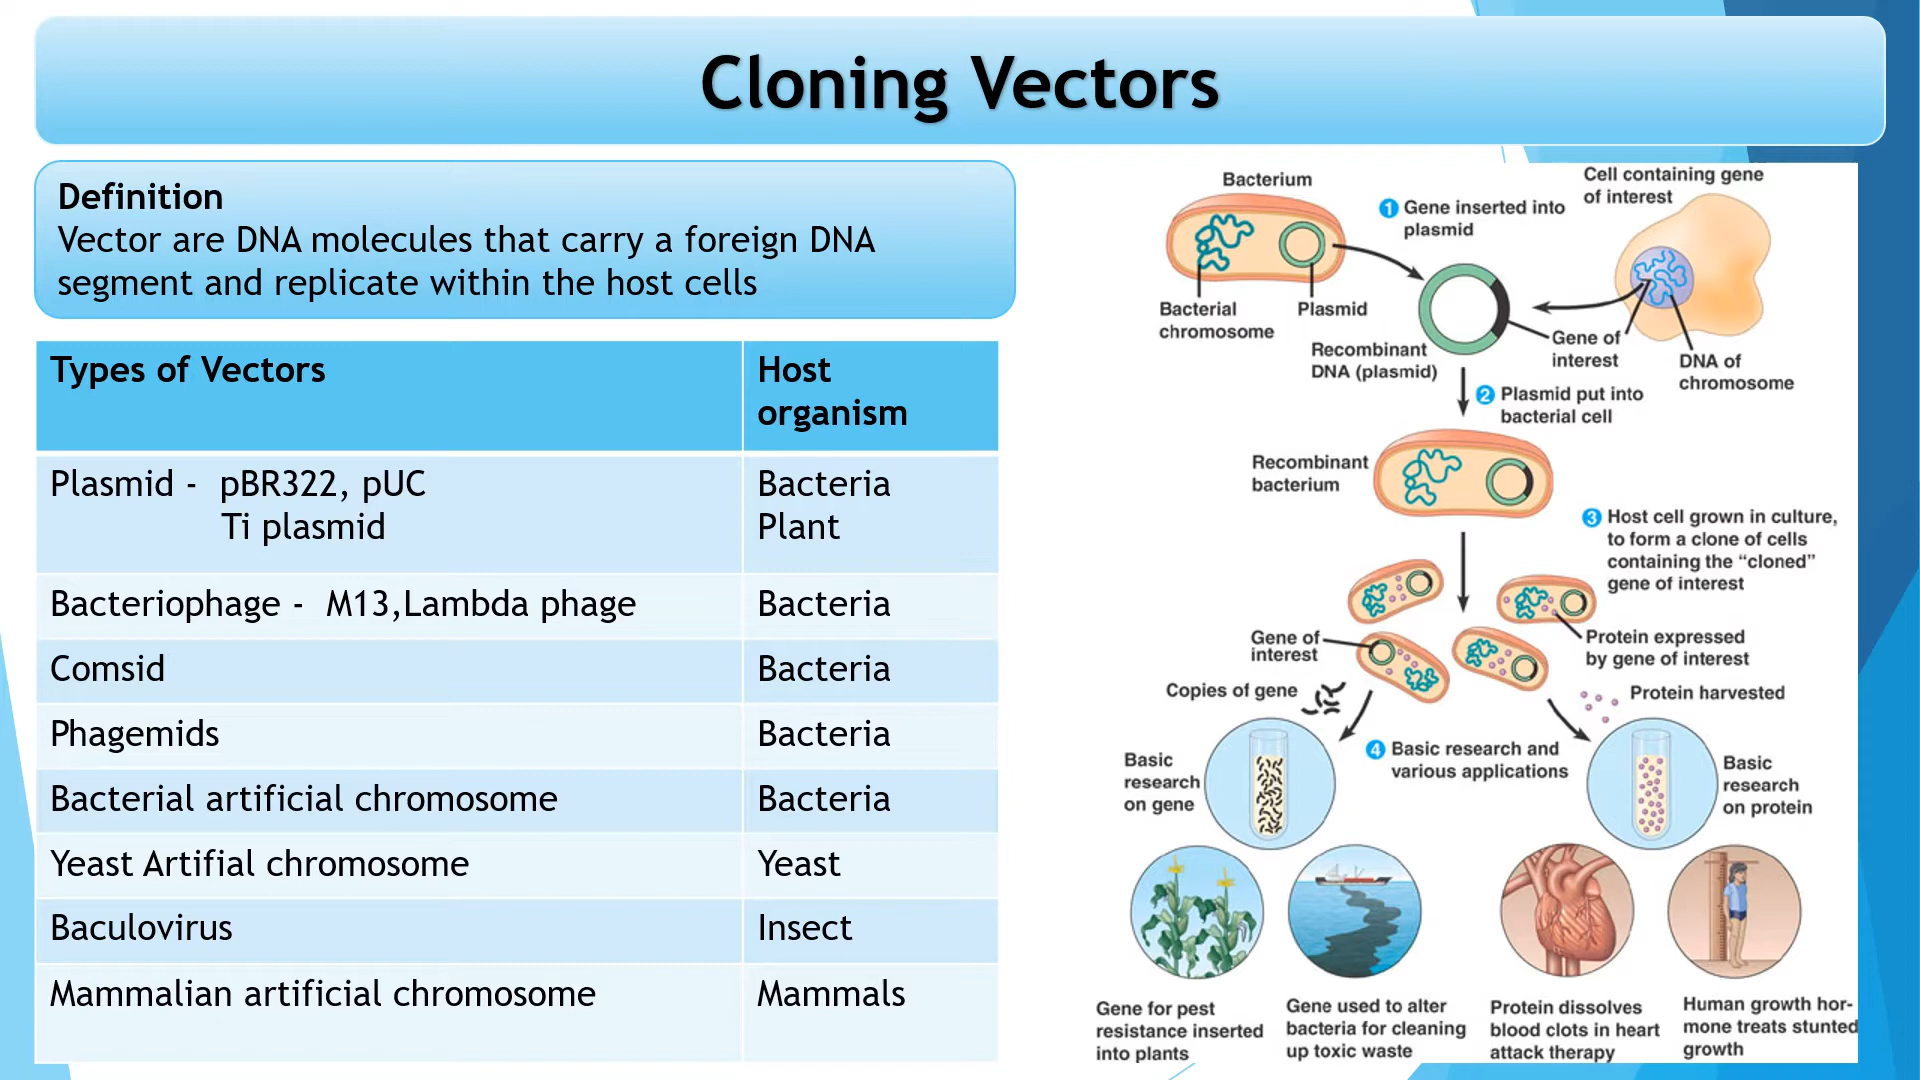 Cloning Vectors
Definition
Vector are DNA molecules that carry a foreign DNA
segment and replicate within the host cells
Types of Vectors
Host
organism
Plasmid - pBR322, pUC
Ti plasmid
Bacteria
Plant
Bacteriophage - M13,Lambda phage
Bacteria
Comsid
Bacteria
Phagemids
Bacteria
Bacterial artificial chromosome
Bacteria
Yeast Artifial chromosome
Yeast
Baculovirus
Insect
Mammalian artificial chromosome
Mammals
Bacterium
1 Gene inserted into
plasmid
Cell containing gene
of interest
Bacterial
chromosome
Plasmid
Recombinant
DNA (plasmid)
Gene of
interest
DNA of
chromosome
2 Plasmid put into
bacterial cell
Recombinant
bacterium
3 Host cell grown in culture,
to form a clone of cells
containing the “cloned”
gene of interest
Gene of
interest
Protein expressed
by gene of interest
Copies of gene
Protein harvested
4 Basic research and
various applications
Basic
research
on gene
Basic
research
on protein
Gene for pest
resistance inserted
into plants
Gene used to alter
bacteria for cleaning
up toxic waste
Protein dissolves
blood clots in heart
attack therapy
Human growth hor-
mone treats stunted
growth